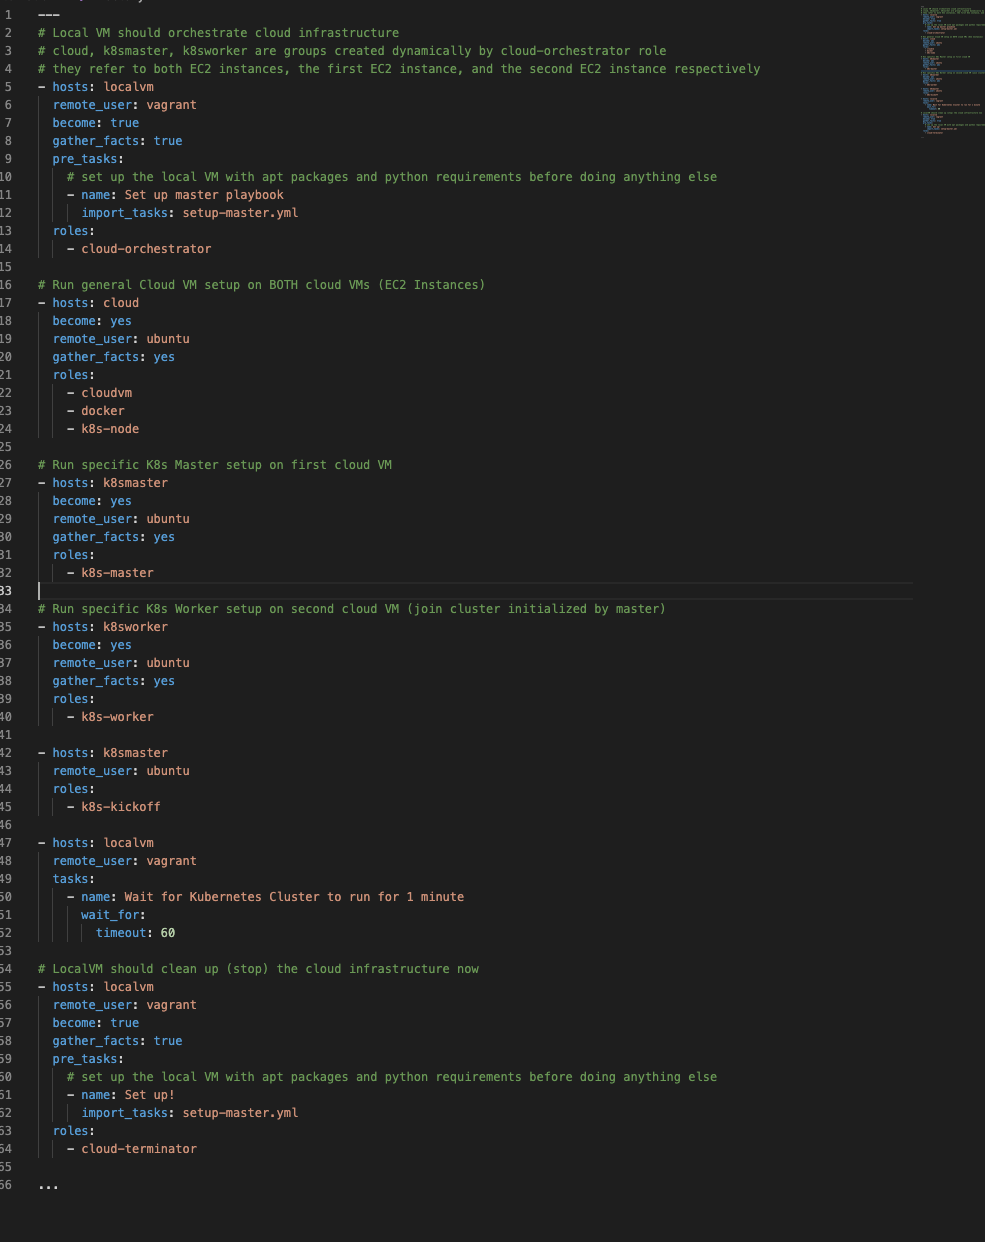 1 ---
2 # Local VM should orchestrate cloud infrastructure
3 # cloud, k8smaster, k8sworker are groups created dynamically by cloud-orchestrator role
4 # they refer to both EC2 instances, the first EC2 instance, and the second EC2 instance respectively
5 - hosts: localvm
6   remote_user: vagrant
7   become: true
8   gather_facts: true
9   pre_tasks:
10     # set up the local VM with apt packages and python requirements before doing anything else
11     - name: Set up master playbook
12       import_tasks: setup-master.yml
13   roles:
14     - cloud-orchestrator
15
16 # Run general Cloud VM setup on BOTH cloud VMs (EC2 Instances)
17 - hosts: cloud
18   become: yes
19   remote_user: ubuntu
20   gather_facts: yes
21   roles:
22     - cloudvm
23     - docker
24     - k8s-node
25
26 # Run specific K8s Master setup on first cloud VM
27 - hosts: k8smaster
28   become: yes
29   remote_user: ubuntu
30   gather_facts: yes
31   roles:
32     - k8s-master
33
34 # Run specific K8s Worker setup on second cloud VM (join cluster initialized by master)
35 - hosts: k8sworker
36   become: yes
37   remote_user: ubuntu
38   gather_facts: yes
39   roles:
40     - k8s-worker
41
42 - hosts: k8smaster
43   remote_user: ubuntu
44   roles:
45     - k8s-kickoff
46
47 - hosts: localvm
48   remote_user: vagrant
49   tasks:
50     - name: Wait for Kubernetes Cluster to run for 1 minute
51       wait_for:
52         timeout: 60
53
54 # LocalVM should clean up (stop) the cloud infrastructure now
55 - hosts: localvm
56   remote_user: vagrant
57   become: true
58   gather_facts: true
59   pre_tasks:
60     # set up the local VM with apt packages and python requirements before doing anything else
61     - name: Set up!
62       import_tasks: setup-master.yml
63   roles:
64     - cloud-terminator
65
66 ...